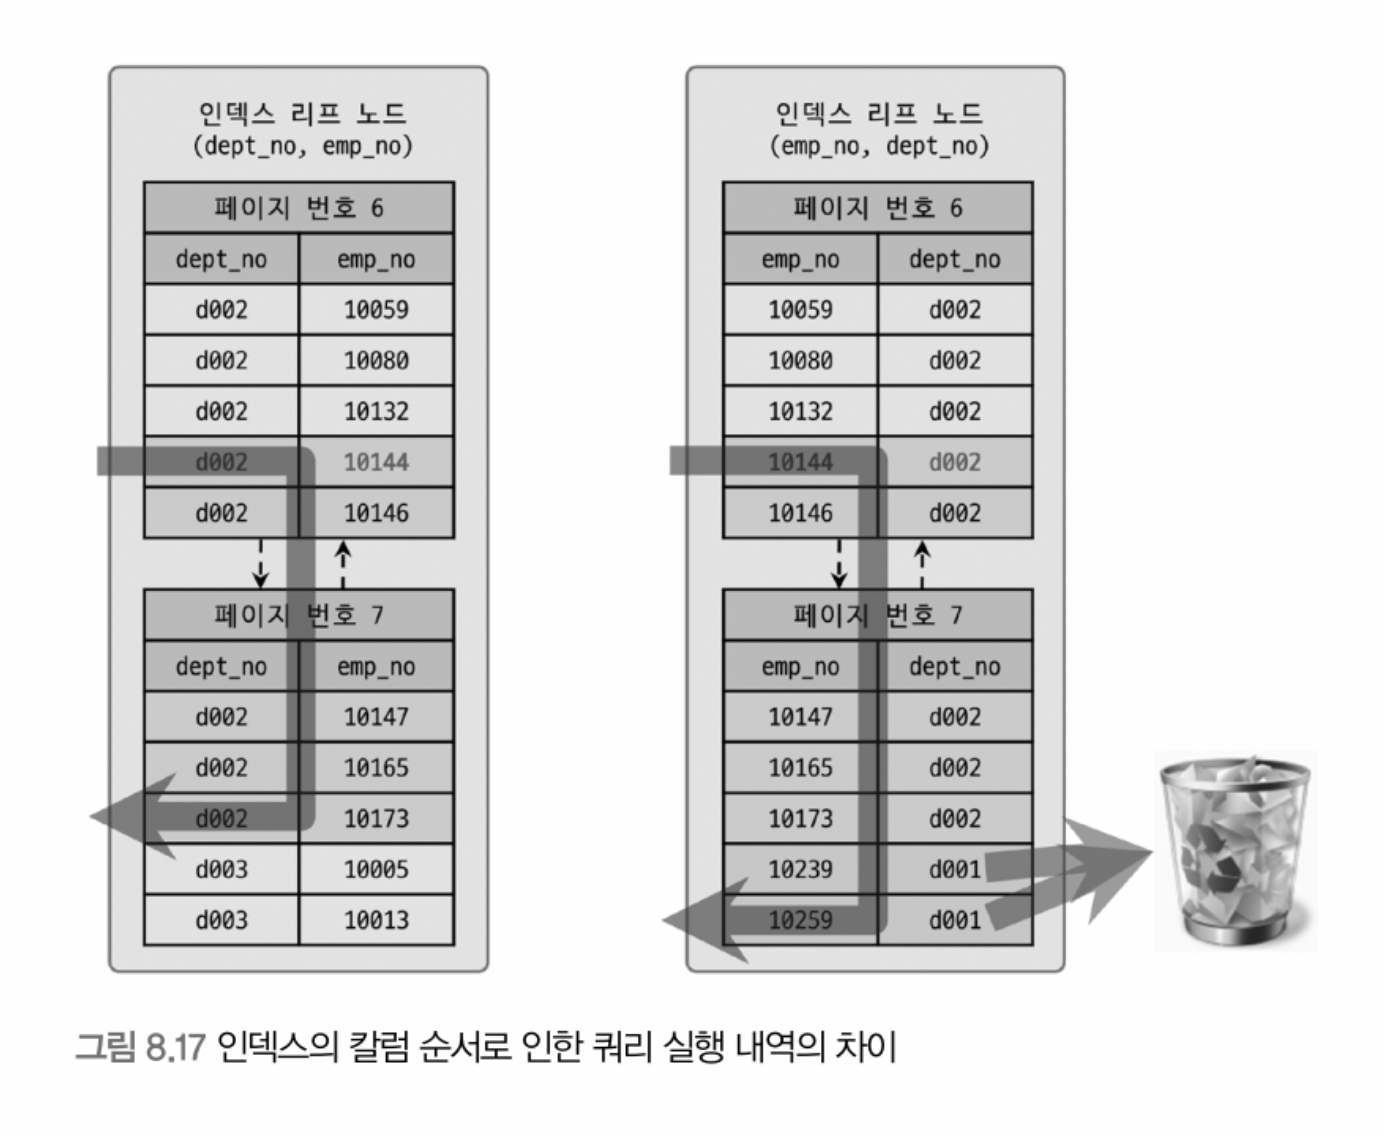 인덱스 리프 노드
(dept_no, emp_no)
페이지 번호 6
dept_no emp_no
d002 10059
d002 10080
d002 10132
d002 10144
d002 10146
페이지 번호 7
dept_no emp_no
d002 10147
d002 10165
d002 10173
d003 10005
d003 10013
인덱스 리프 노드
(emp_no, dept_no)
페이지 번호 6
emp_no dept_no
10059 d002
10080 d002
10132 d002
10144 d002
10146 d002
페이지 번호 7
emp_no dept_no
10147 d002
10165 d002
10173 d002
10239 d001
10259 d001
그림 8.17 인덱스의 칼럼 순서로 인한 쿼리 실행 내역의 차이